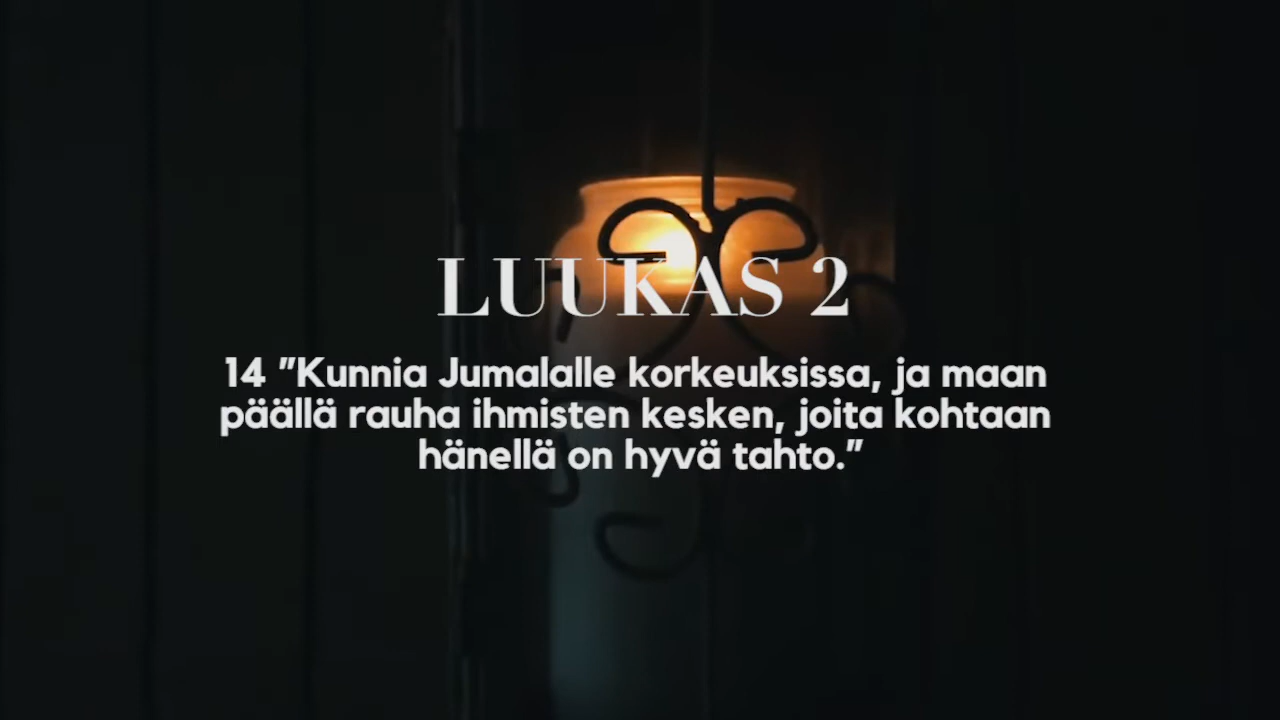 LUUKAS 2
14 ”Kunnia Jumalalle korkeuksissa, ja maan
päällä rauha ihmisten kesken, joita kohtaan
hänellä on hyvä tahto.”